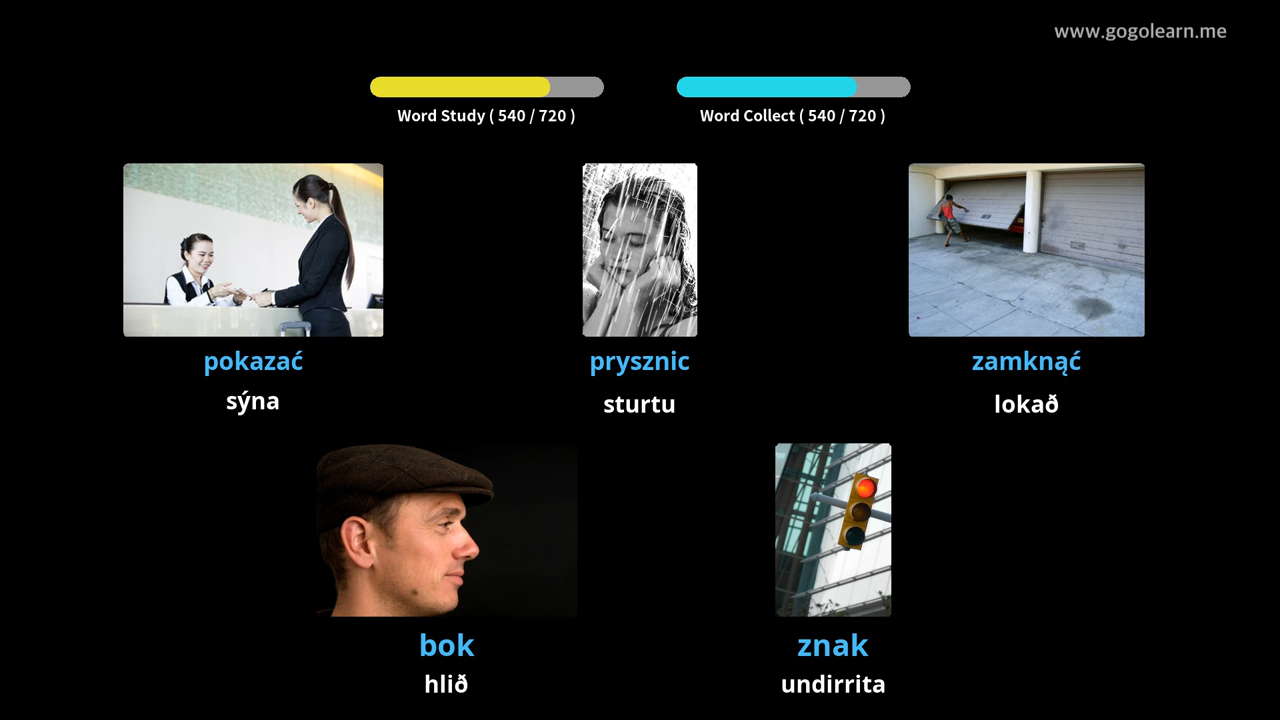 www.gogolearn.me
Word Study ( 540 / 720 )
Word Collect ( 540 / 720 )
pokazać
prysznic
zamknąć
sýna
sturtu
lokað
bok
znak
hlið
undirrita